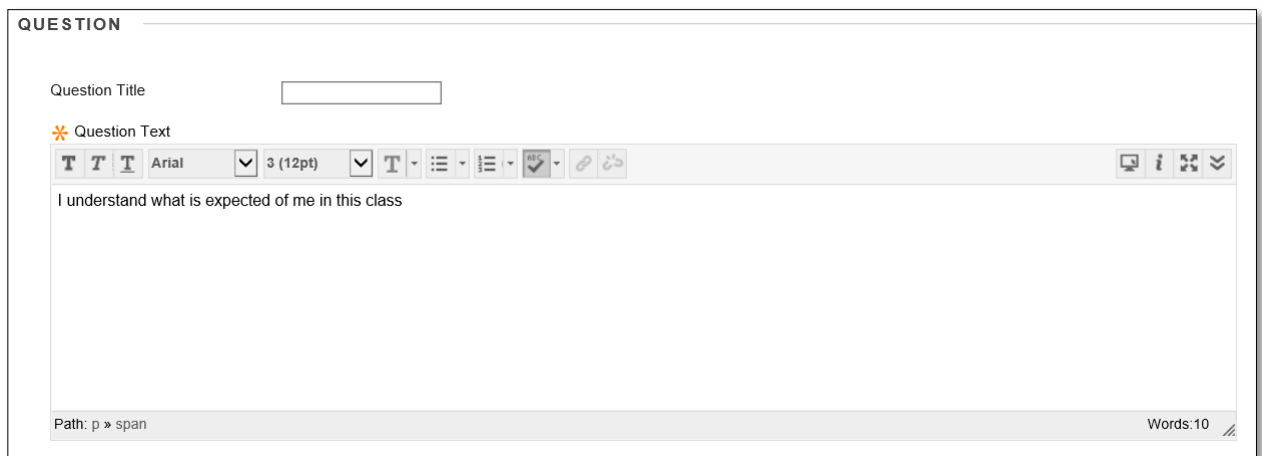 QUESTION
Question Title
Question Text
T T T Arial 3 (12pt) T
I understand what is expected of me in this class
Path: p » span Words:10